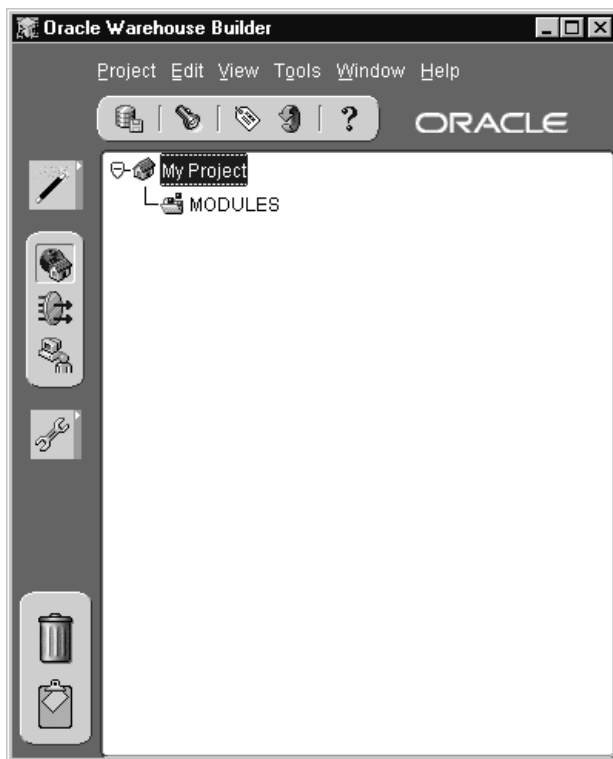 Oracle Warehouse Builder
Project Edit View Tools Window Help
? ORACLE
My Project
MODULES